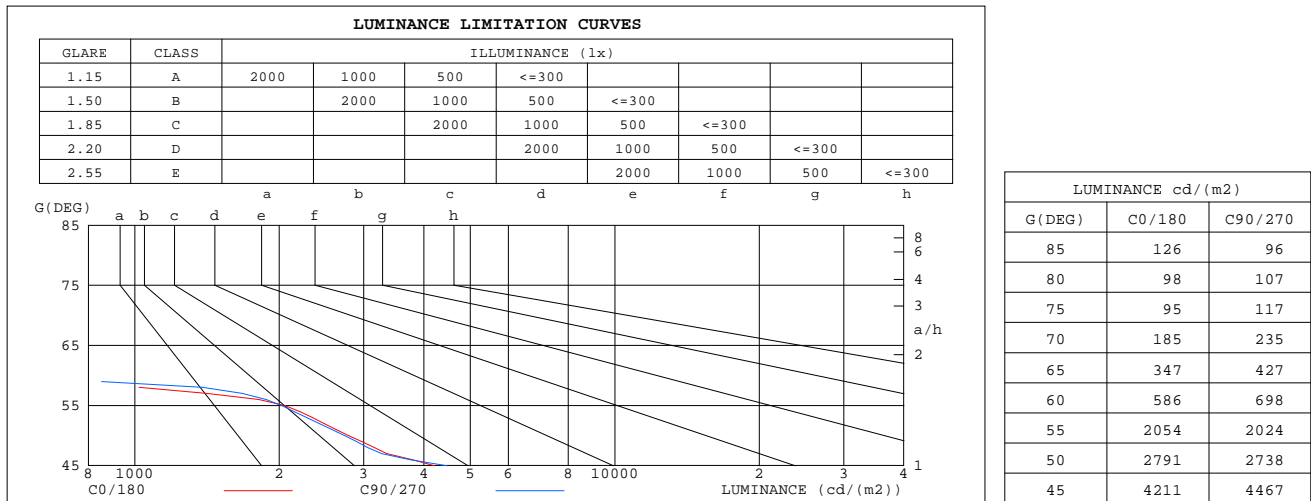 LUMINANCE LIMITATION CURVES
GLARE CLASS ILLUMINANCE (lx)
1.15 A 2000 1000 500 <=300
1.50 B 2000 1000 500 <=300
1.85 C 2000 1000 500 <=300
2.20 D 2000 1000 500 <=300
2.55 E 2000 1000 500 <=300
a b c d e f g h
G(DEG)
a b c d e f g h
85
75
65
55
45
8
6
4
3
a/h
2
1
8 1000 2 3 4 5 6 8 10000 2 3 4
C0/180 C90/270 LUMINANCE (cd/(m2))
LUMINANCE cd/(m2)
G(DEG) C0/180 C90/270
85 126 96
80 98 107
75 95 117
70 185 235
65 347 427
60 586 698
55 2054 2024
50 2791 2738
45 4211 4467